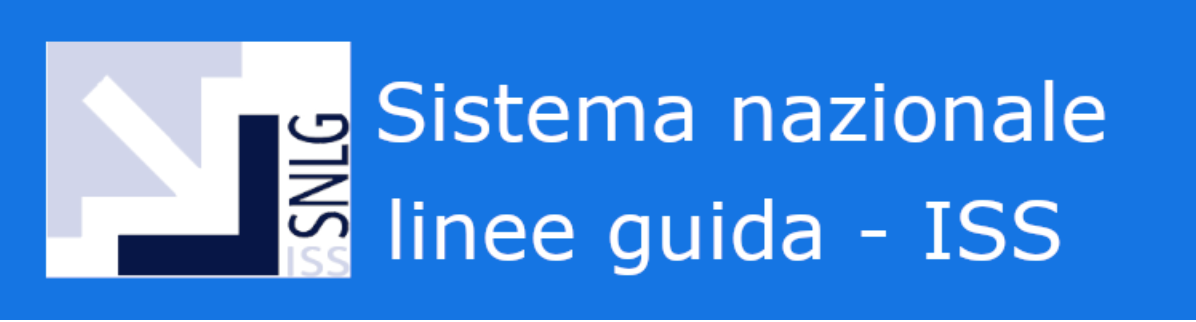 SNLG
ISS
Sistema nazionale
linee guida - ISS